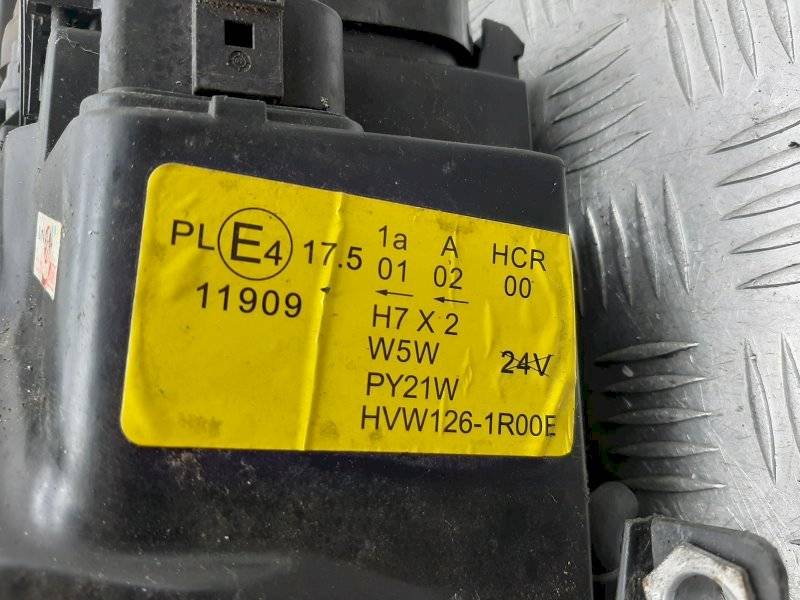 PL E4 17.5 1a A HCR
11909 01 02 00
← ←
H7 X 2
W5W 24V
PY21W
HVW126-1R00E